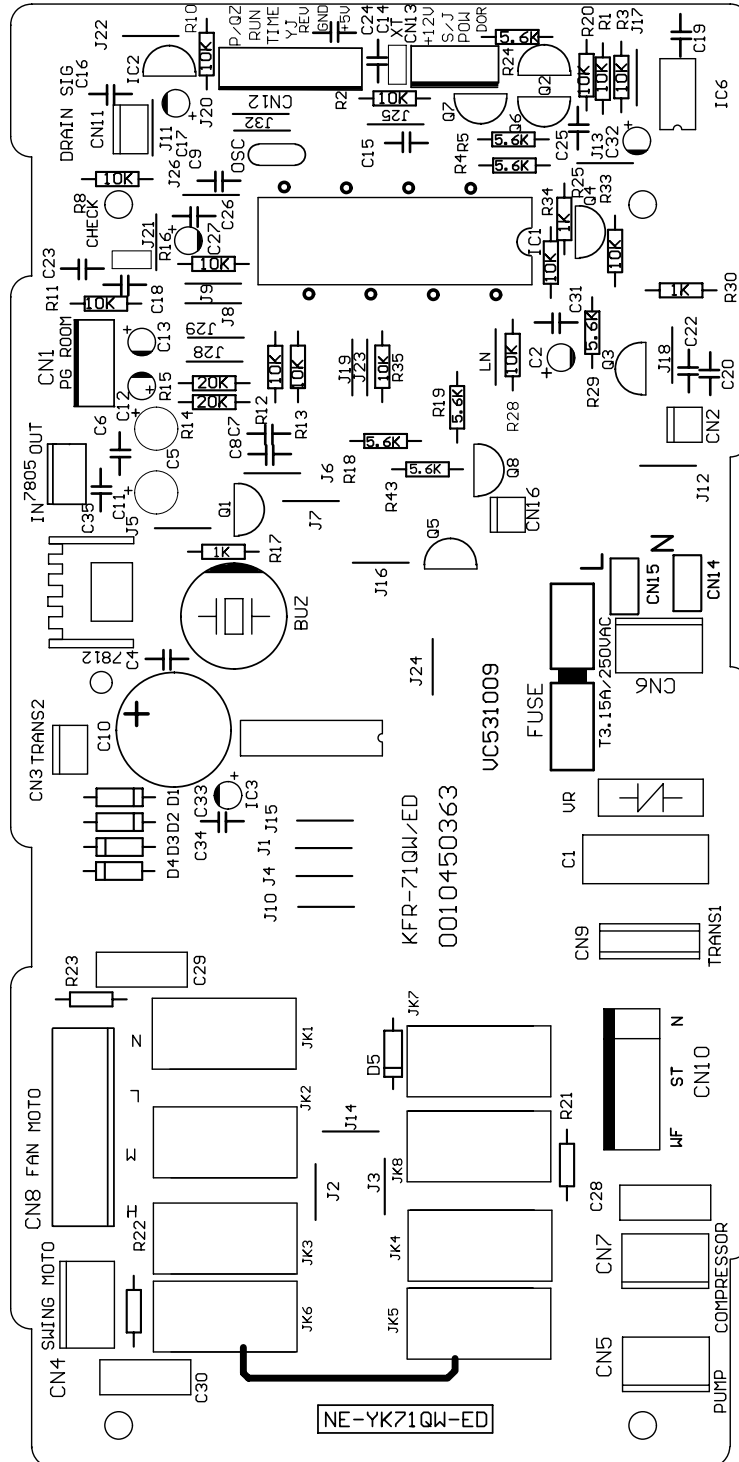 J22
R10
P/QZ
RUN
TIME
YJ
REV
GND
+5V
C24
C14
XT
CN13
+12V
S/J
POW
DOR
5.6K
R24
R20
R1
R3
J17
C19
IC2
10K
C16
DRAIN SIG
CN11
J11
C17
J20
CN12
J32
R2
10K
J25
Q7
Q2
Q6
10K
10K
10K
IC6
C25
J13
C32
C9
J26
OSC
C15
R5
5.6K
R4
5.6K
10K
R8
CHECK
C26
R34
R25
R33
1K
Q4
J21
R16
C27
IC1
10K
10K
C23
10K
C18
R11
10K
J9
J8
C31
1K
R30
CN1
PG ROOM
C13
J29
J28
10K
10K
J19
J23
10K
R35
LN
10K
C2
5.6K
Q3
J18
C22
C20
C12
R15
20K
20K
R19
5.6K
R29
C6
R14
C7
R12
C8
R13
R28
CN2
OUT
7805
IN
C5
R18
5.6K
5.6K
R43
Q8
C35
C11
J5
Q1
J6
J7
CN16
J12
1K
R17
J16
Q5
L
N
CN15
CN14
BUZ
7812
C4
J24
T3.15A/250VAC
FUSE
CN6
VC531009
CN3
TRANS2
C10
D1
D2
D3
D4
C33
IC3
C34
J15
J1
J4
J10
VR
C1
KFR-71QW/ED
0010450363
CN9
TRANS1
R23
C29
N
JK1
JK7
D5
CN10
N
ST
WF
CN8 FAN MOTO
L
JK2
J14
R21
M
J2
J3
JK8
C28
H
R22
JK3
JK4
CN7
COMPRESSOR
SWING MOTO
CN4
JK6
JK5
CN5
PUMP
C30
NE-YK71QW-ED